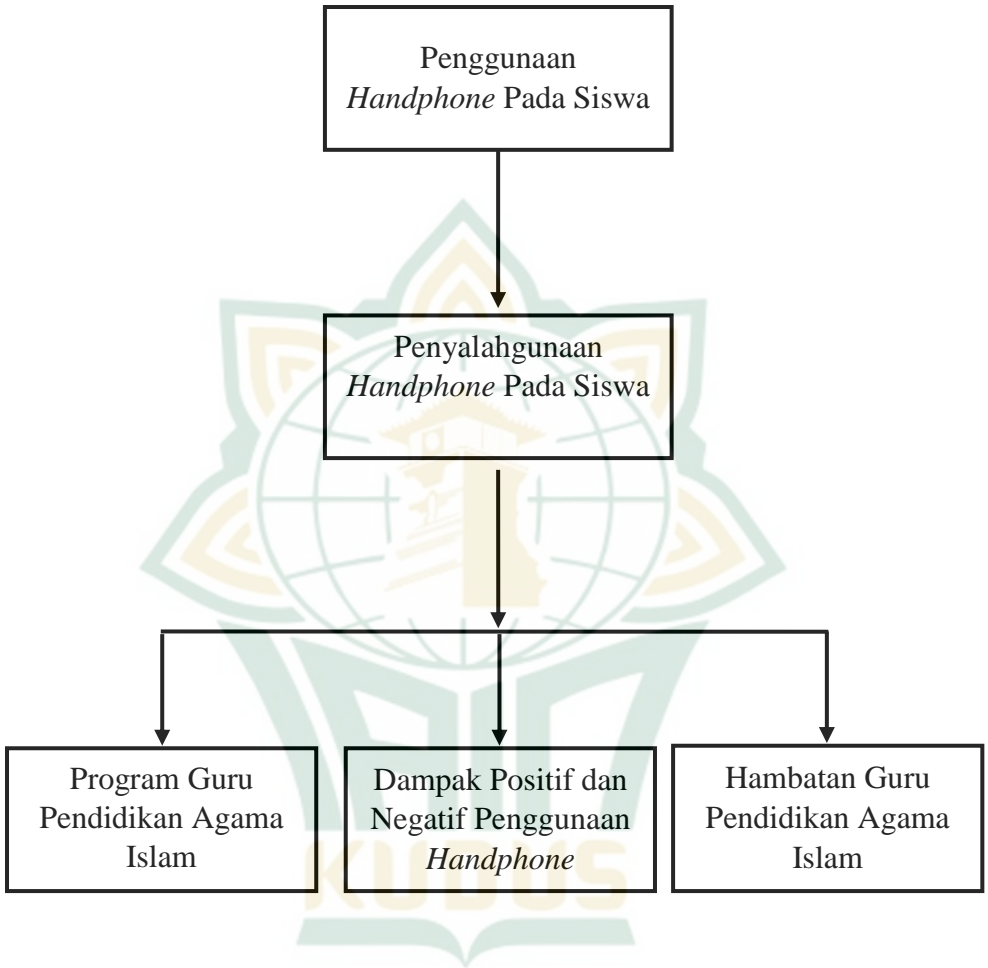 Penggunaan
Handphone Pada Siswa
Penyalahgunaan
Handphone Pada Siswa
Program Guru
Pendidikan Agama
Islam
Dampak Positif dan
Negatif Penggunaan
Handphone
Hambatan Guru
Pendidikan Agama
Islam
KUDUS